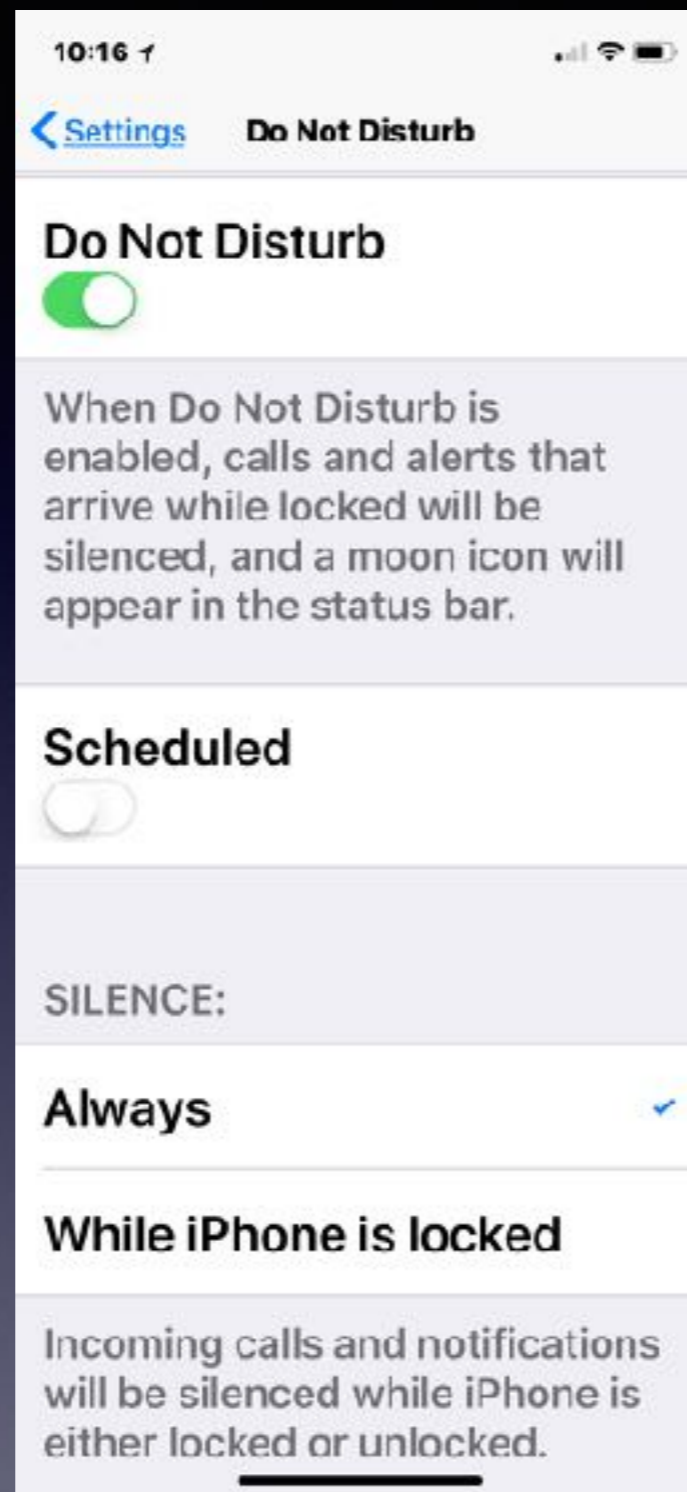 10:16
Settings
Do Not Disturb
Do Not Disturb
When Do Not Disturb is
enabled, calls and alerts that
arrive while locked will be
silenced, and a moon icon will
appear in the status bar.
Scheduled
SILENCE:
Always
While iPhone is locked
Incoming calls and notifications
will be silenced while iPhone is
either locked or unlocked.